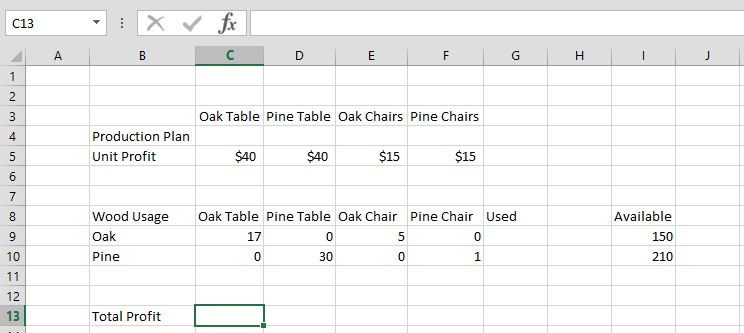 C13 fx
A B C D E F G H I J
1
2
3 Oak Table Pine Table Oak Chairs Pine Chairs
4 Production Plan
5 Unit Profit $40 $40 $15 $15
6
7
8 Wood Usage Oak Table Pine Table Oak Chair Pine Chair Used Available
9 Oak 17 0 5 0 150
10 Pine 0 30 0 1 210
11
12
13 Total Profit